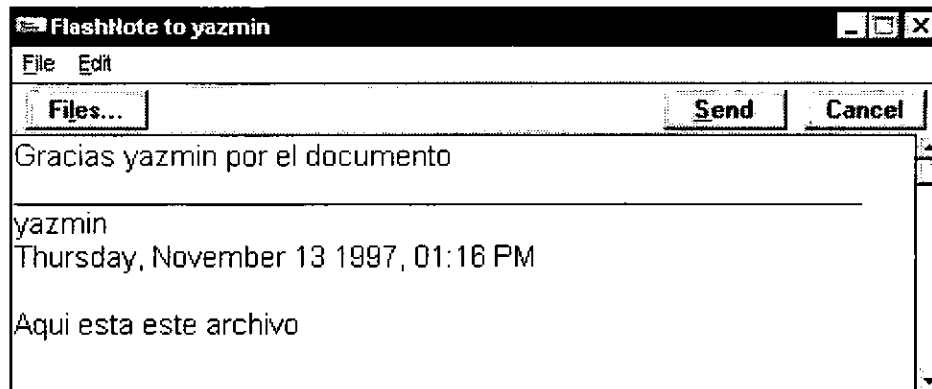 FlashNote to yazmin
File Edit
Files... Send Cancel
Gracias yazmin por el documento
yazmin
Thursday, November 13 1997, 01:16 PM
Aqui esta este archivo